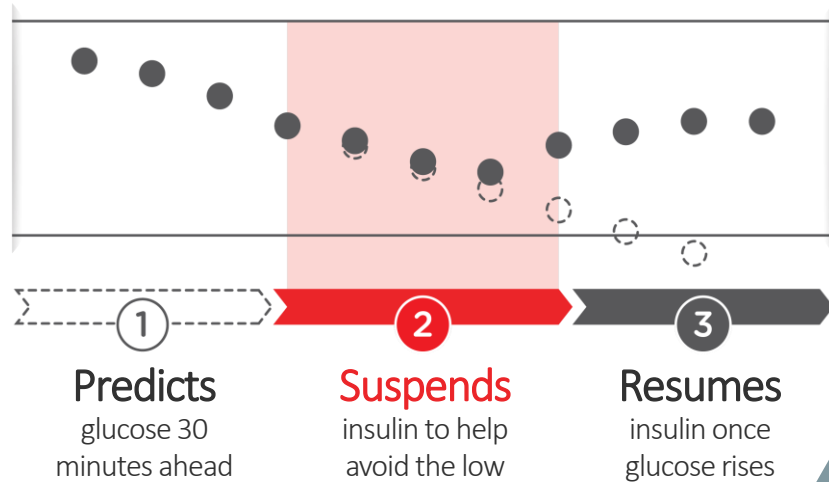 1
2
3
Predicts
glucose 30
minutes ahead
Suspends
insulin to help
avoid the low
Resumes
insulin once
glucose rises